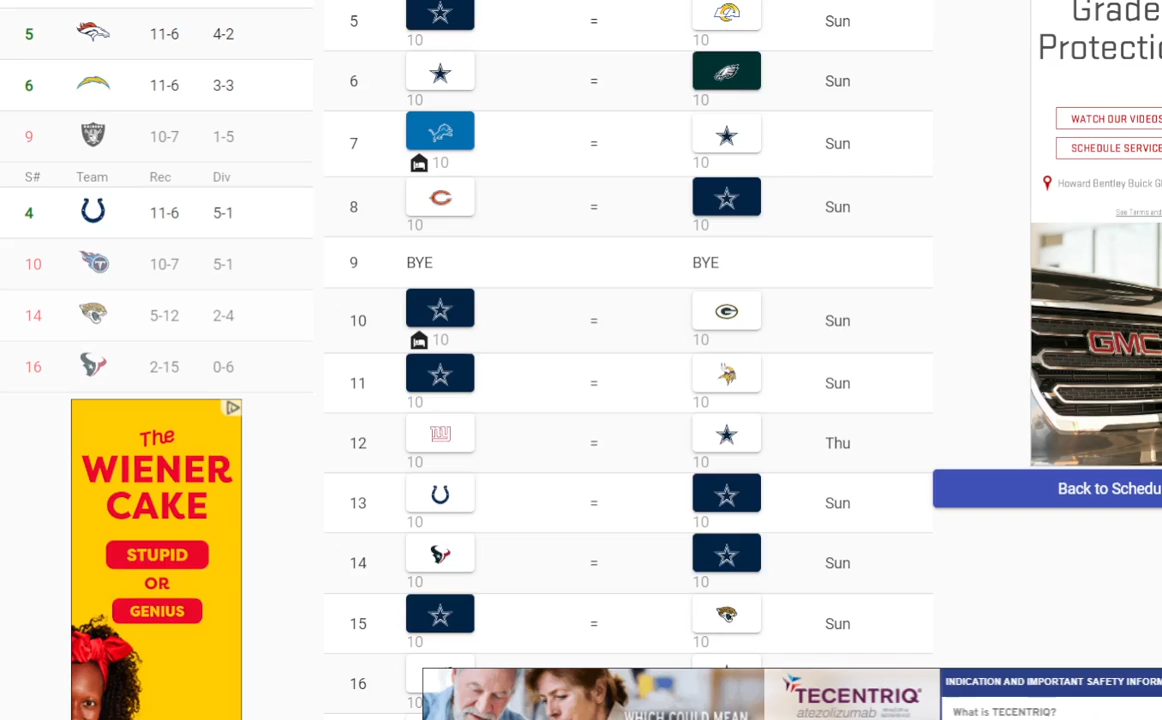 5 11-6 4-2
6 11-6 3-3
9 10-7 1-5
S# Team Rec Div
4 11-6 5-1
10 10-7 5-1
14 5-12 2-4
16 2-15 0-6
The
WIENER
CAKE
STUPID
OR
GENIUS
5 = Sun
10 10
6 = Sun
10 10
7 = Sun
10 10
8 = Sun
10 10
9 BYE BYE
10 = Sun
10 10
11 = Sun
10 10
12 = Thu
10 10
13 = Sun
10 10
14 = Sun
10 10
15 = Sun
10 10
16
10
WHICH COULD MEAN
TECENTRIQ®
atezolizumab
INDICATION AND IMPORTANT SAFETY INFORM
What is TECENTRIQ?
Grade
Protectio
WATCH OUR VIDEOS
SCHEDULE SERVICE
Howard Bentley Buick G
See Terms and
GMC
Back to Schedu